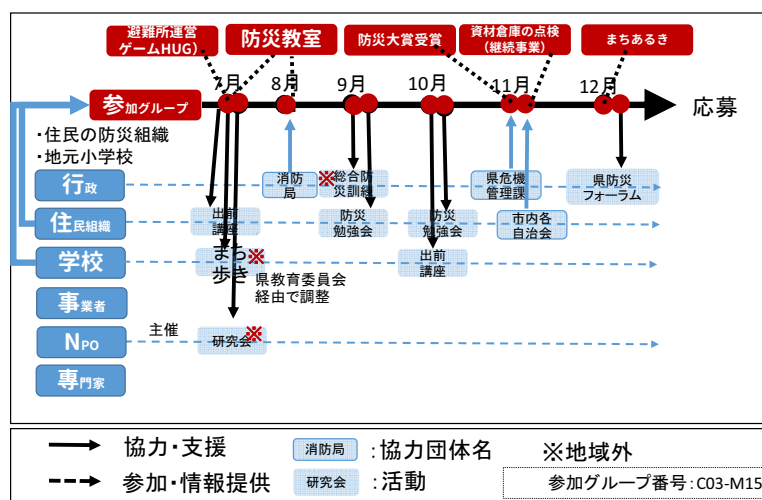 避難所運営
ゲームHUG)
防災教室
防災大賞受賞
資材倉庫の点検
(継続事業)
まちあるき
7月
8月
9月
10月
11月
12月
参加グループ
応募
・住民の防災組織
・地元小学校
行政
消防
局
※
総合防
災訓練
県危機
管理課
県防災
フォーラム
住民組織
出前
講座
防災
勉強会
防災
勉強会
市内各
自治会
学校
まち
歩き
※
県教育委員会
経由で調整
出前
講座
事業者
NPO
主催
研究会
※
専門家
協力・支援
消防局
:協力団体名
※地域外
参加・情報提供
研究会
:活動
参加グループ番号:C03-M15